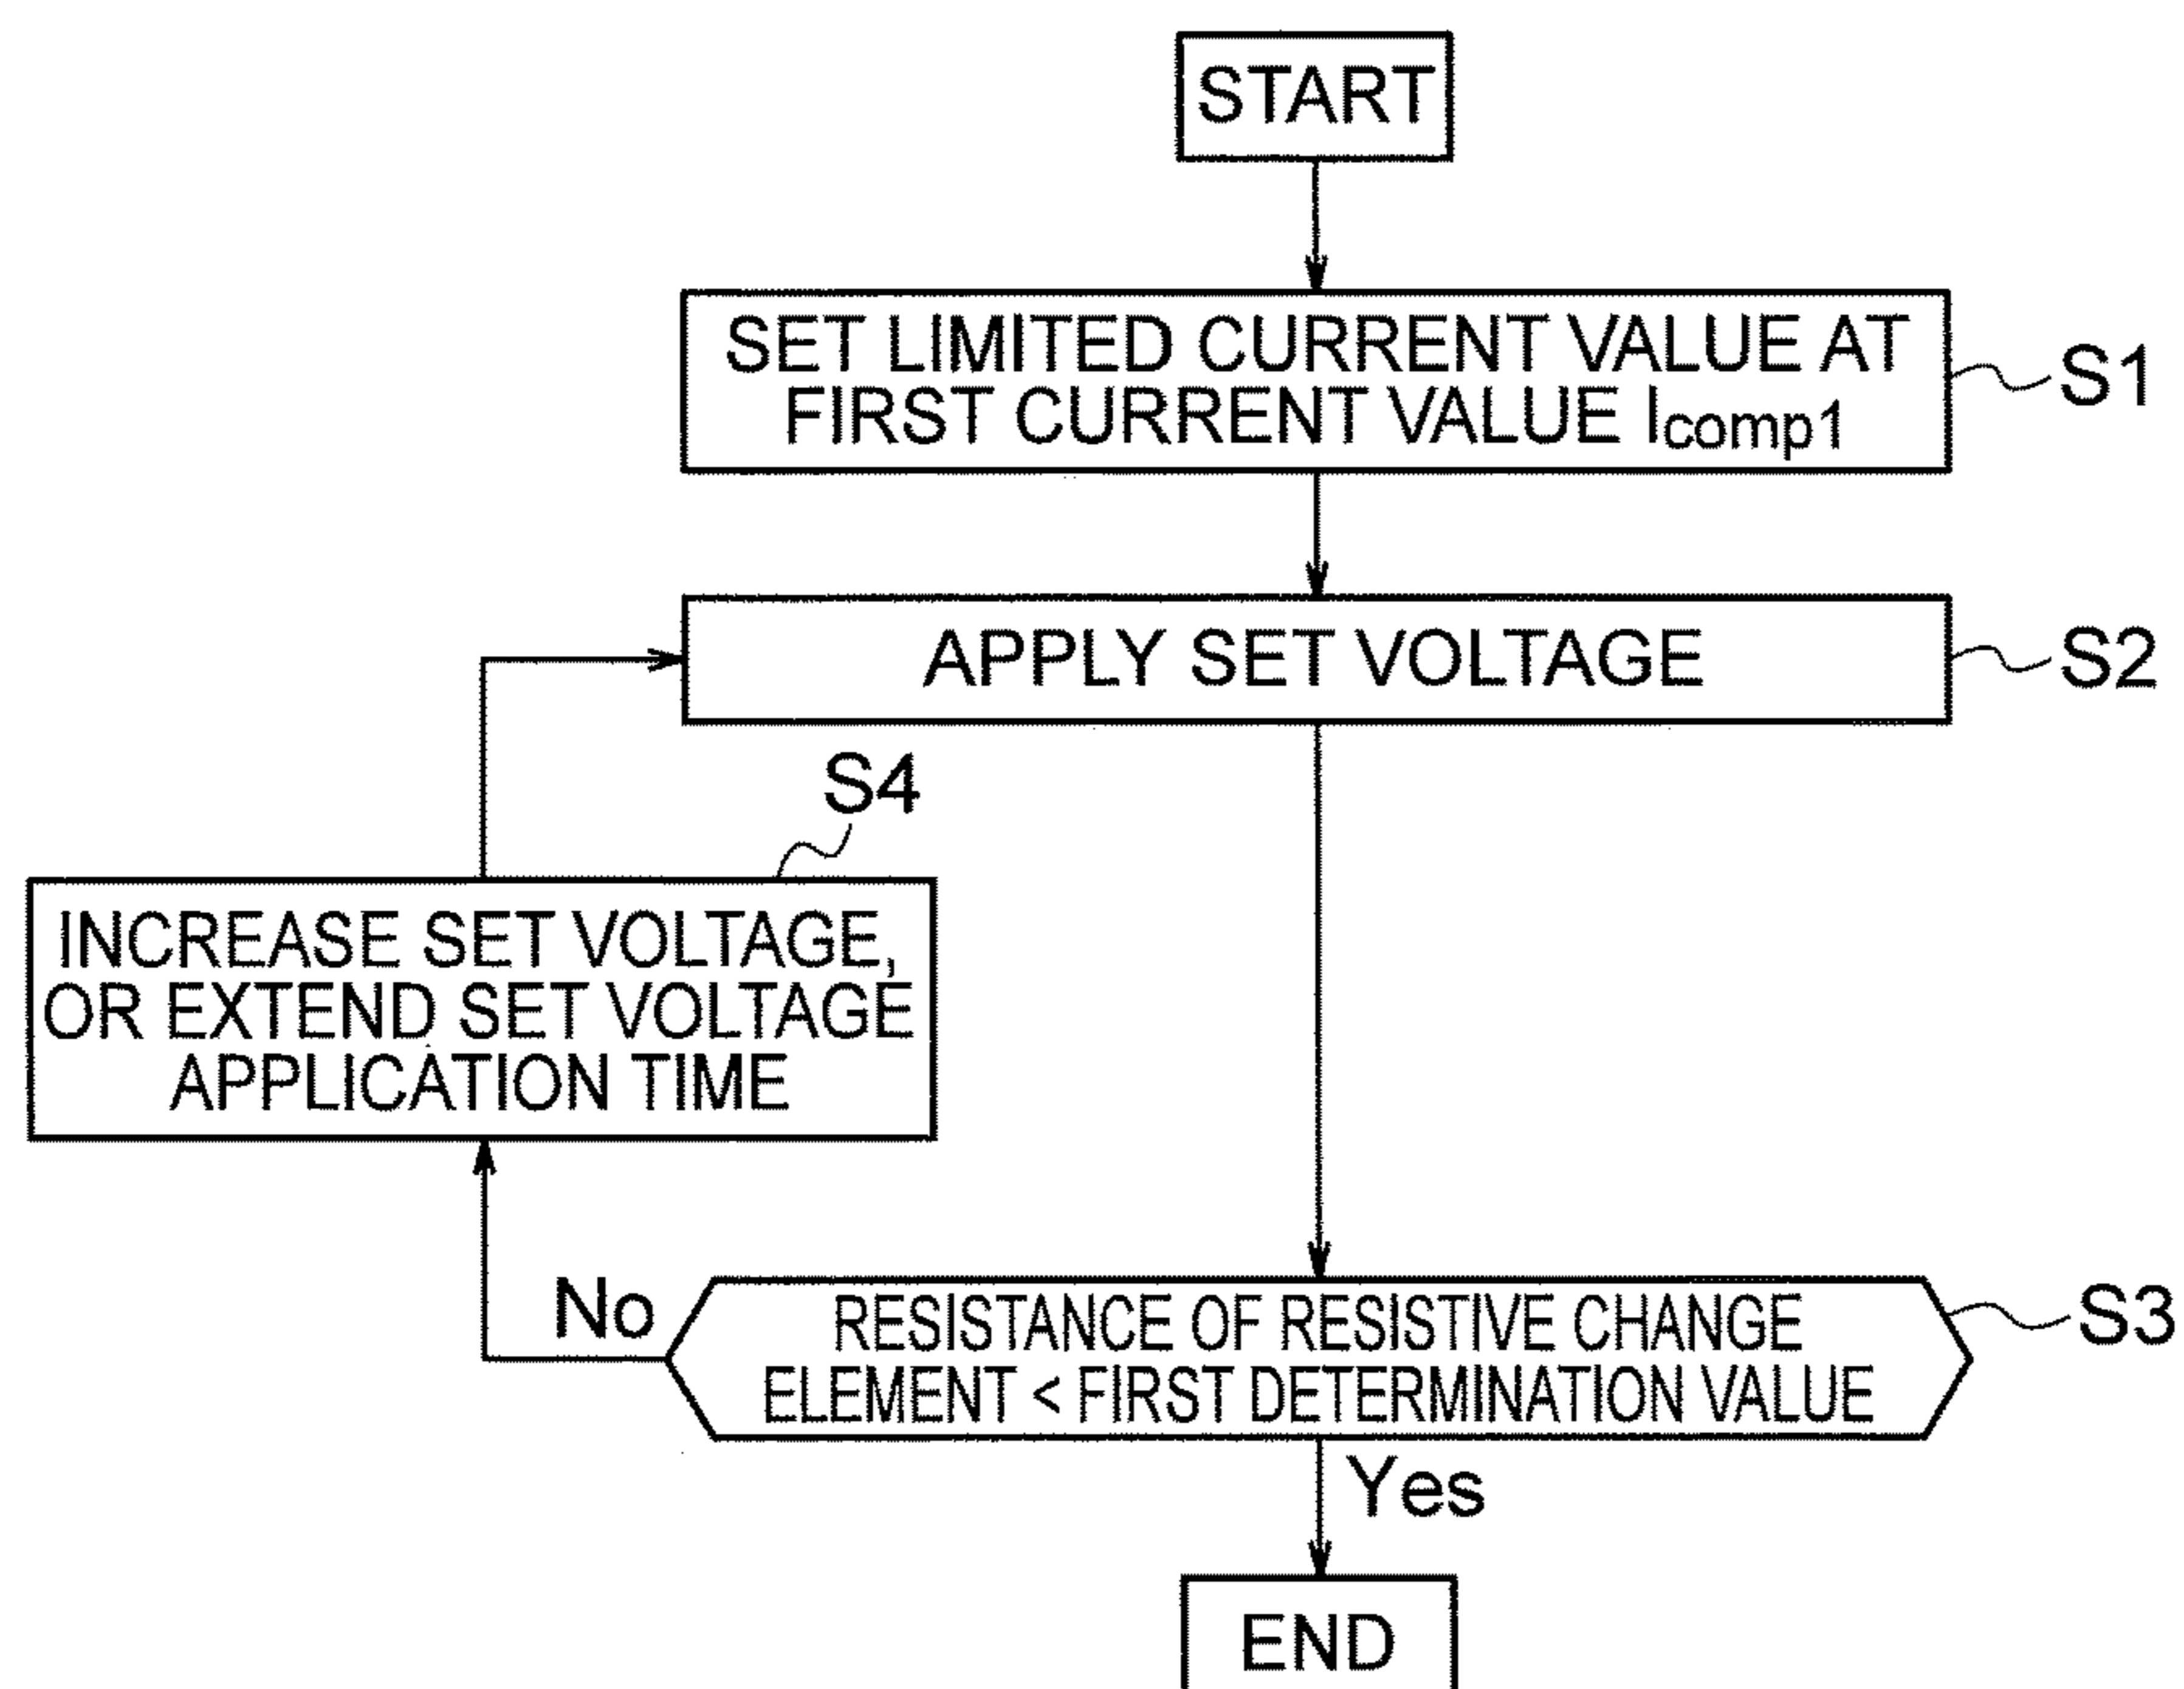 START
SET LIMITED CURRENT VALUE AT
FIRST CURRENT VALUE Icomp1
S1
APPLY SET VOLTAGE
S2
S4
INCREASE SET VOLTAGE,
OR EXTEND SET VOLTAGE
APPLICATION TIME
No
RESISTANCE OF RESISTIVE CHANGE
ELEMENT < FIRST DETERMINATION VALUE
S3
Yes
END